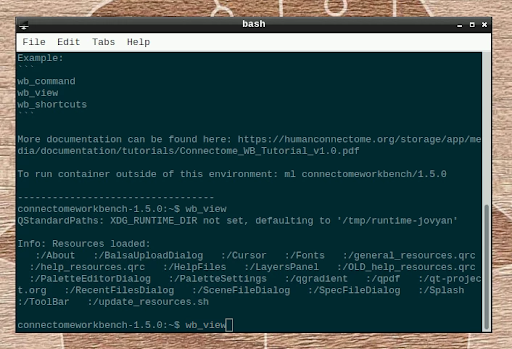 bash
File Edit Tabs Help
Example:
```
wb_command
wb_view
wb_shortcuts
```
More documentation can be found here: https://humanconnectome.org/storage/app/me
dia/documentation/tutorials/Connectome_WB_Tutorial_v1.0.pdf
To run container outside of this environment: ml connectomeworkbench/1.5.0
----------------------------------
connectomeworkbench-1.5.0:~$ wb_view
QStandardPaths: XDG_RUNTIME_DIR not set, defaulting to '/tmp/runtime-jovyan'
Info: Resources loaded:
:/About :/BalsaUploadDialog :/Cursor :/Fonts :/general_resources.qrc
:/help_resources.qrc :/HelpFiles :/LayersPanel :/OLD_help_resources.qrc
:/PaletteEditorDialog :/PaletteSettings :/qgradient :/qpdf :/qt-projec
t.org :/RecentFilesDialog :/SceneFileDialog :/SpecFileDialog :/Splash
:/ToolBar :/update_resources.sh
connectomeworkbench-1.5.0:~$ wb_view